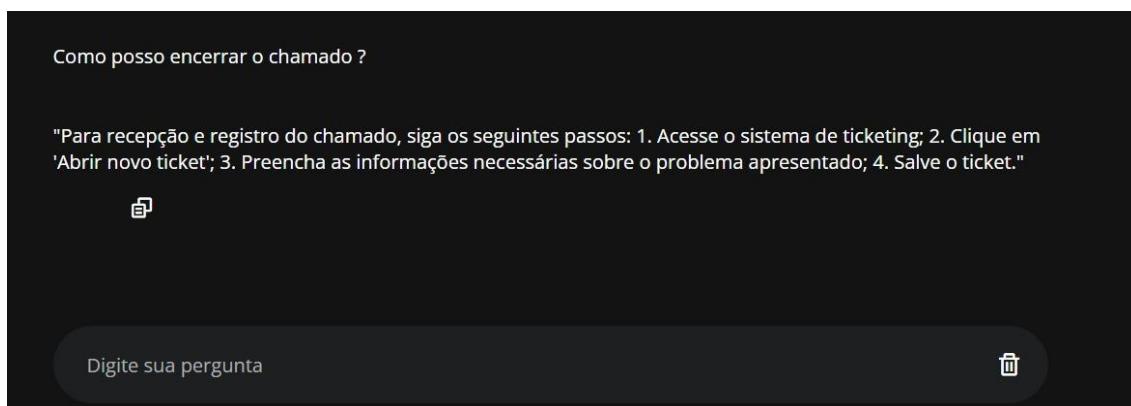 Como posso encerrar o chamado ?
"Para recepção e registro do chamado, siga os seguintes passos: 1. Acesse o sistema de ticketing; 2. Clique em
'Abrir novo ticket'; 3. Preencha as informações necessárias sobre o problema apresentado; 4. Salve o ticket."
Digite sua pergunta